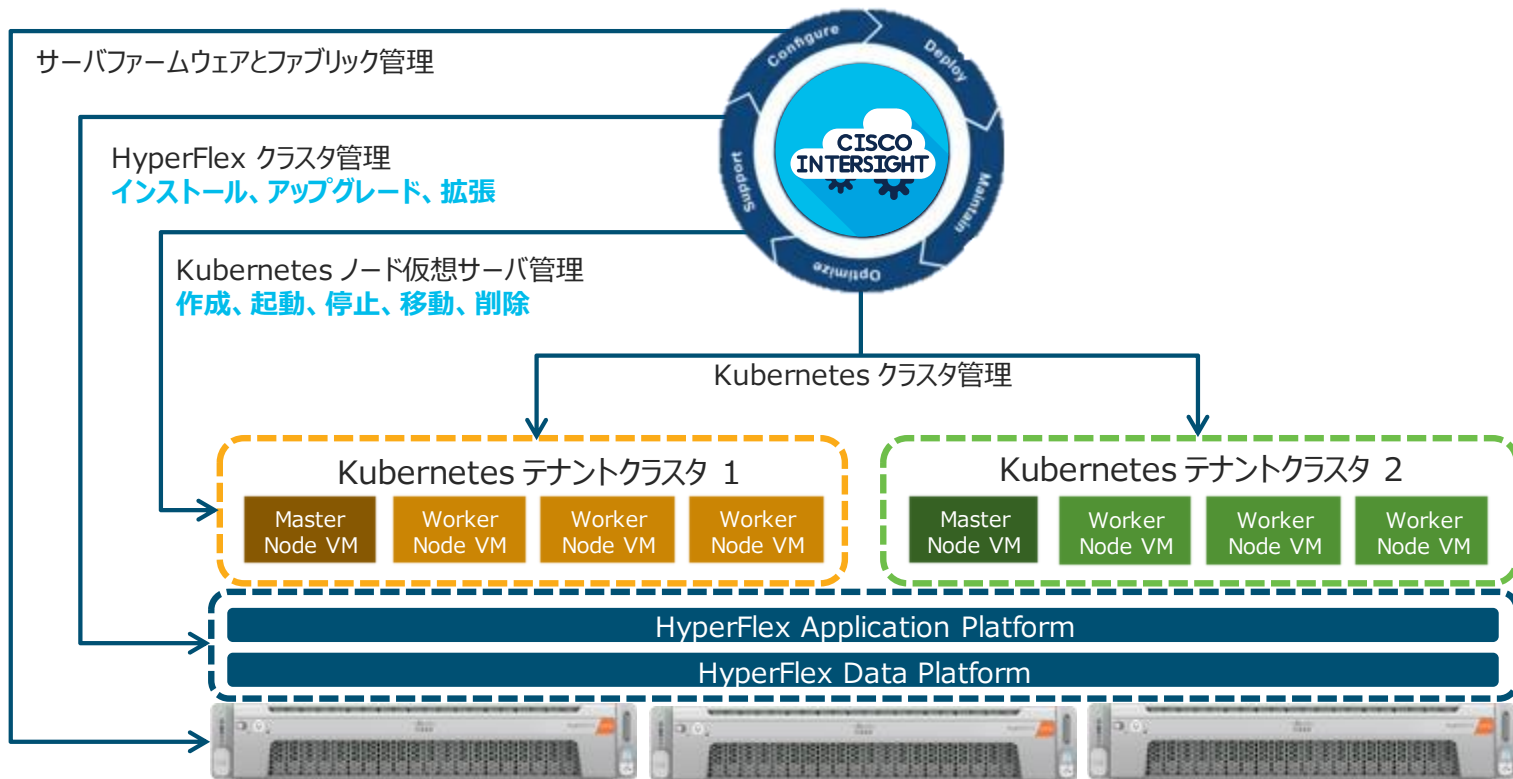 サーバファームウェアとファブリック管理
Configure
Deploy
Maintain
Optimize
Support
CISCO
INTERSIGHT
HyperFlex クラスタ管理
インストール、アップグレード、拡張
Kubernetes ノード仮想サーバ管理
作成、起動、停止、移動、削除
Kubernetes クラスタ管理
Kubernetes テナントクラスタ 1
Master
Node VM
Worker
Node VM
Worker
Node VM
Worker
Node VM
Kubernetes テナントクラスタ 2
Master
Node VM
Worker
Node VM
Worker
Node VM
Worker
Node VM
HyperFlex Application Platform
HyperFlex Data Platform